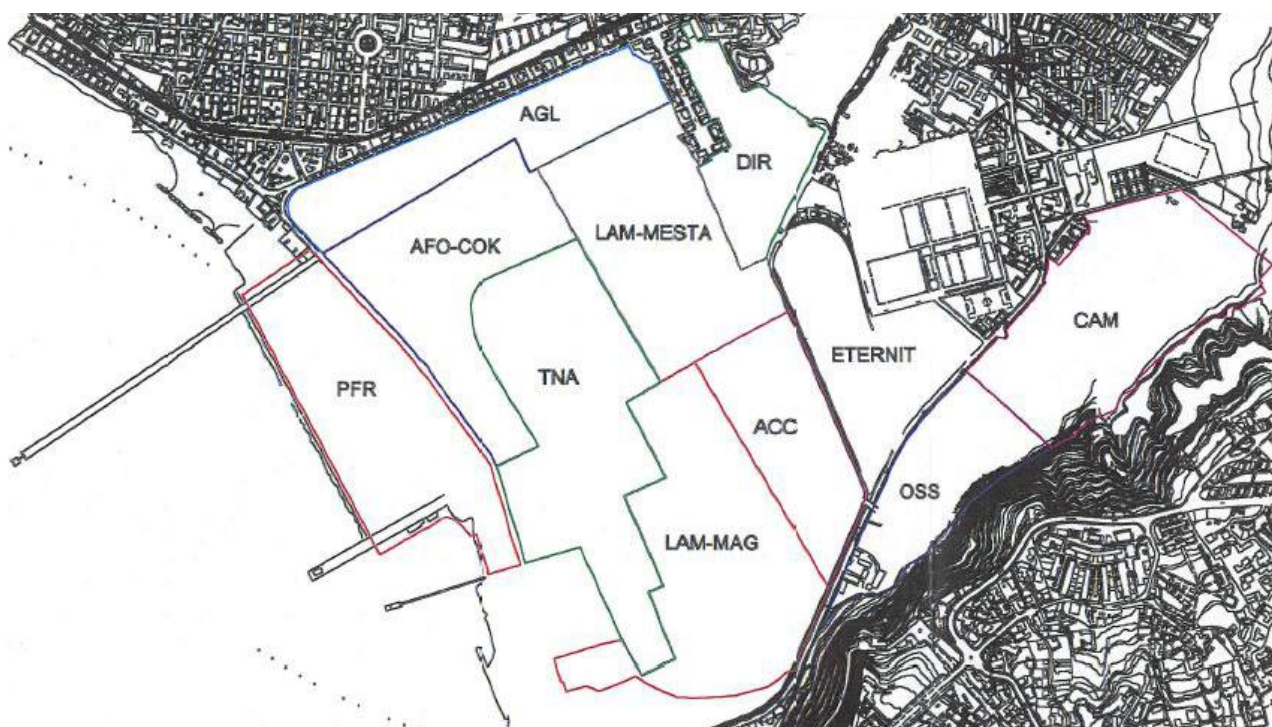 AGL
DIR
LAM-MESTA
AFO-COK
CAM
ETERNIT
TNA
PFR
ACC
OSS
LAM-MAG